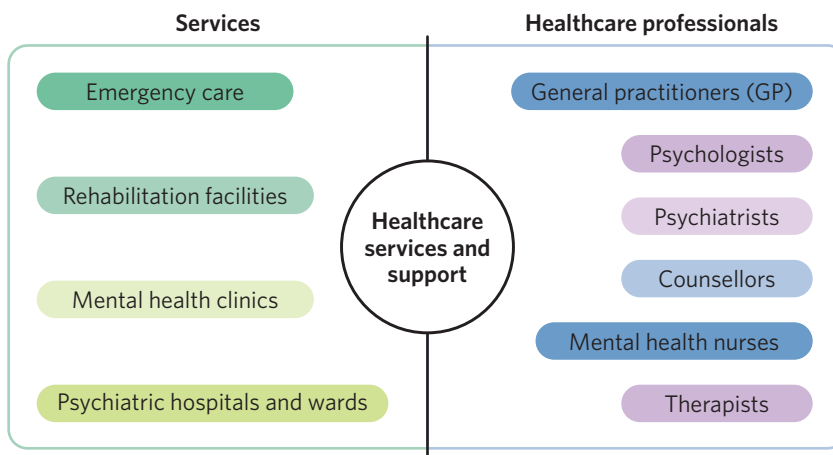 Services
Healthcare professionals
Emergency care
Rehabilitation facilities
Mental health clinics
Psychiatric hospitals and wards
Healthcare
services and
support
General practitioners (GP)
Psychologists
Psychiatrists
Counsellors
Mental health nurses
Therapists